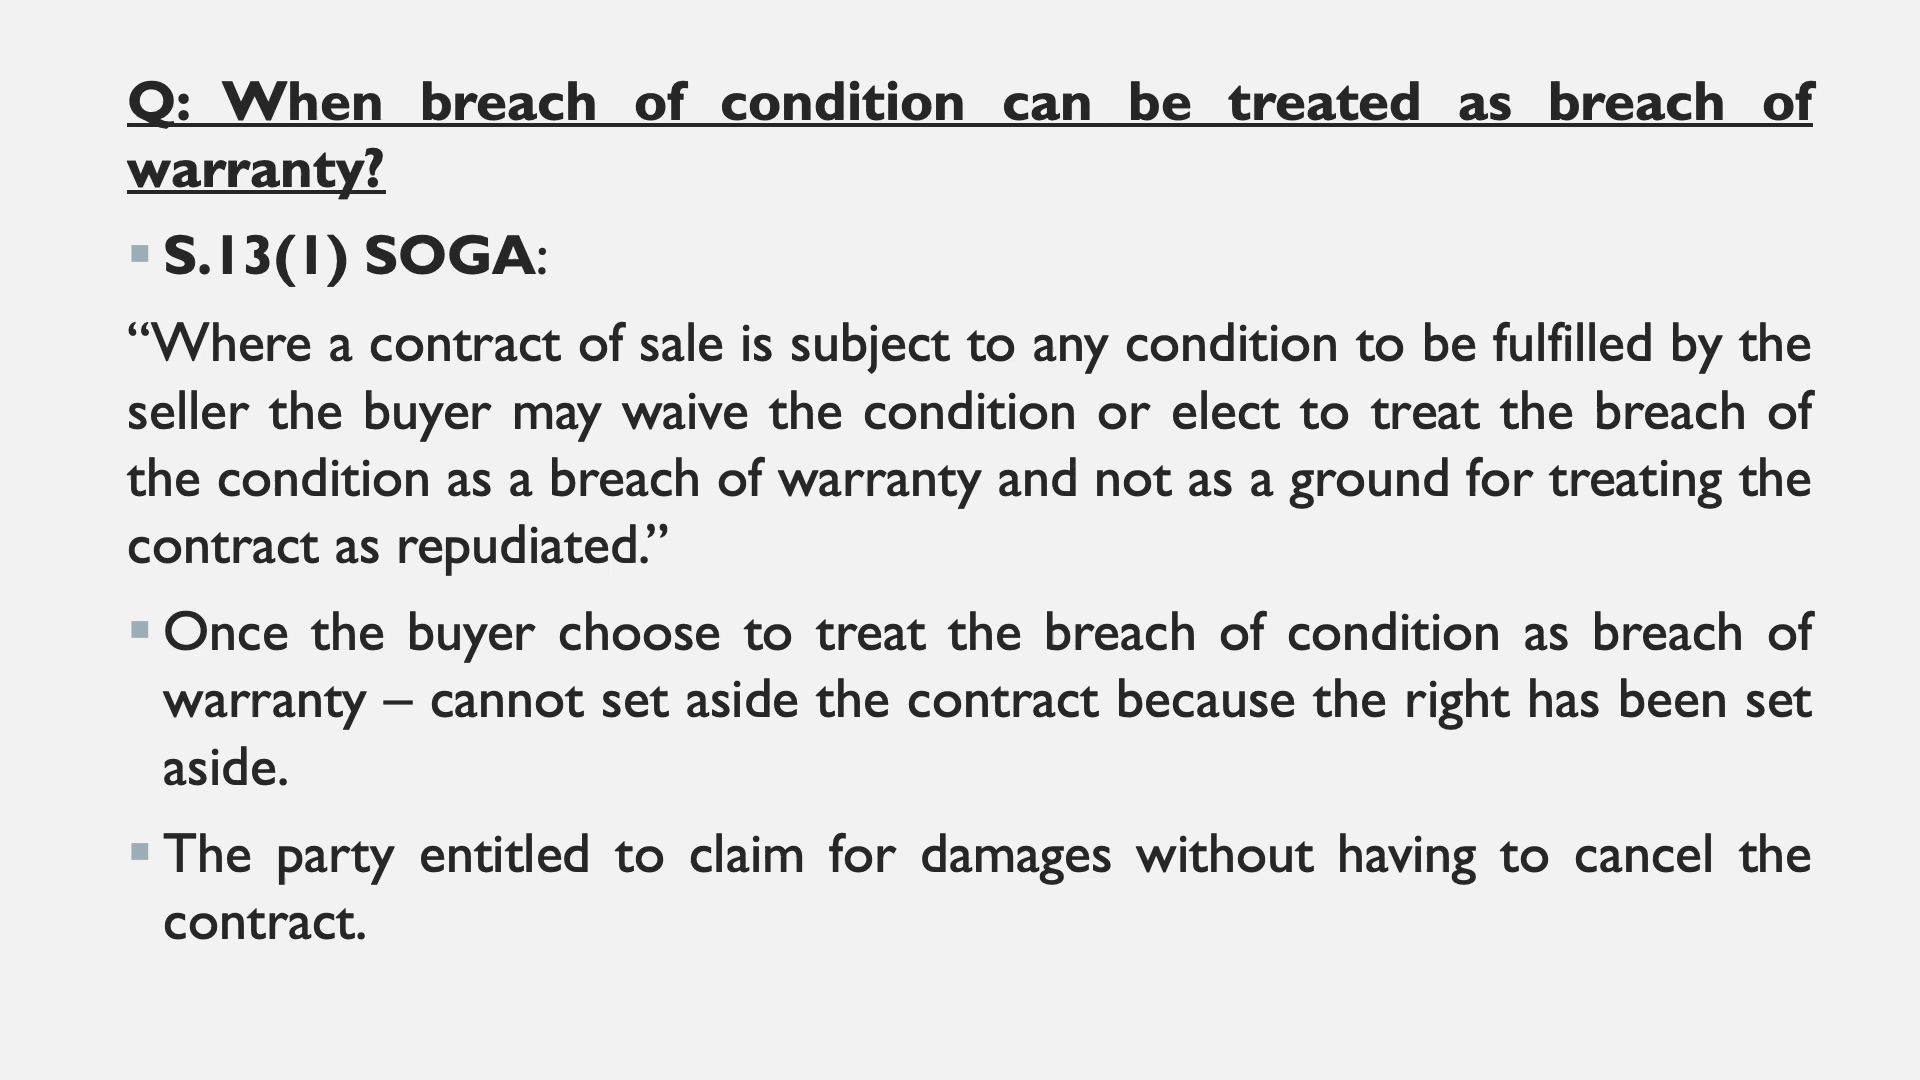 Q: When breach of condition can be treated as breach of
warranty?
▪ S.13(1) SOGA:
“Where a contract of sale is subject to any condition to be fulfilled by the
seller the buyer may waive the condition or elect to treat the breach of
the condition as a breach of warranty and not as a ground for treating the
contract as repudiated.”
▪ Once the buyer choose to treat the breach of condition as breach of
warranty – cannot set aside the contract because the right has been set
aside.
▪ The party entitled to claim for damages without having to cancel the
contract.